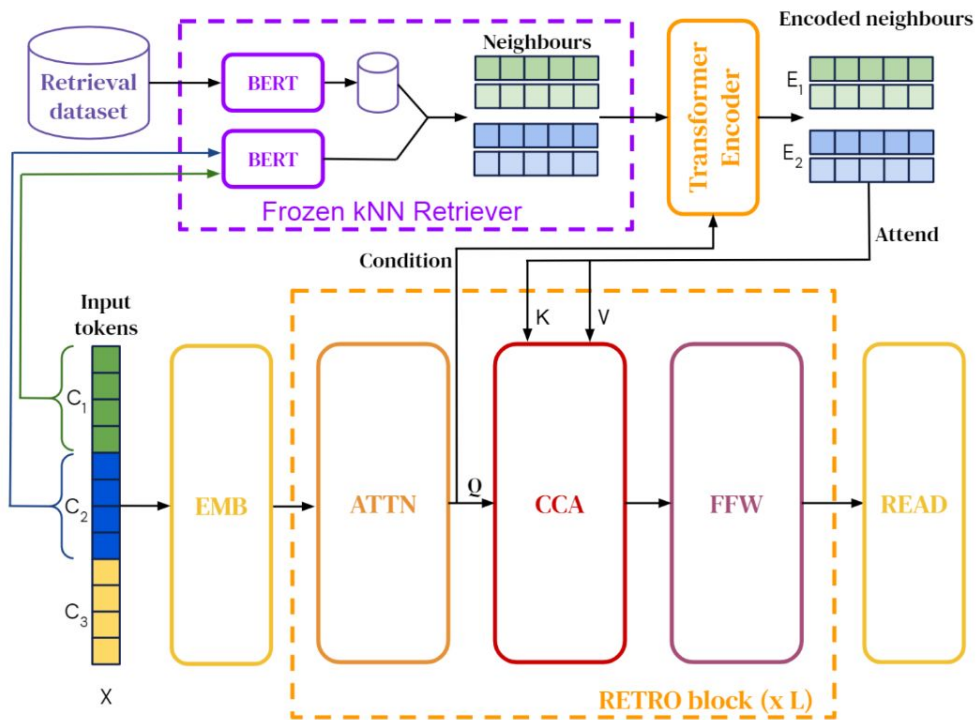 Encoded neighbours
Neighbours
Retrieval
dataset
BERT
BERT
Transformer
Encoder
E1
E2
Frozen kNN Retriever
Condition
Attend
Input
tokens
K
V
C1
C2
C3
Q
EMB
ATTN
CCA
FFW
READ
X
RETRO block (x L)